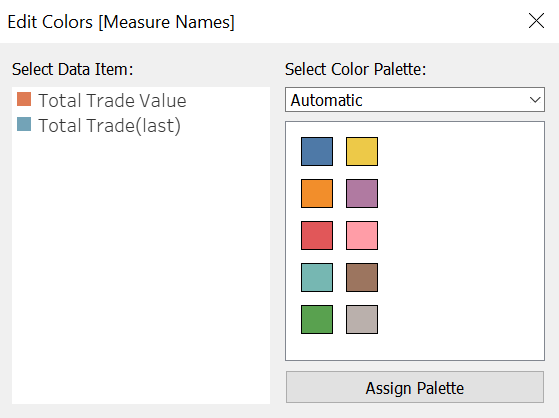 Edit Colors [Measure Names]
Select Data Item:
Total Trade Value
Total Trade(last)
Select Color Palette:
Automatic
Assign Palette